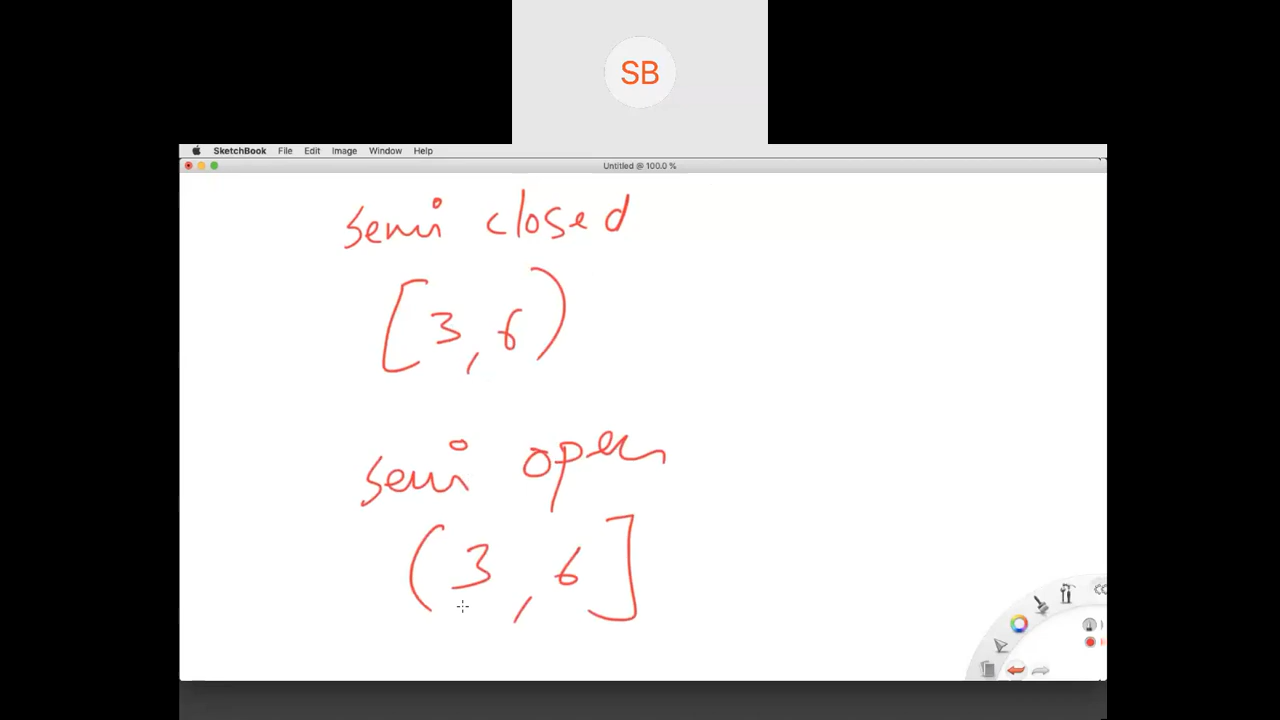 SB
SketchBook File Edit Image Window Help
Untitled @ 100.0 %
semi closed
[3,6)
semi open
(3,6]